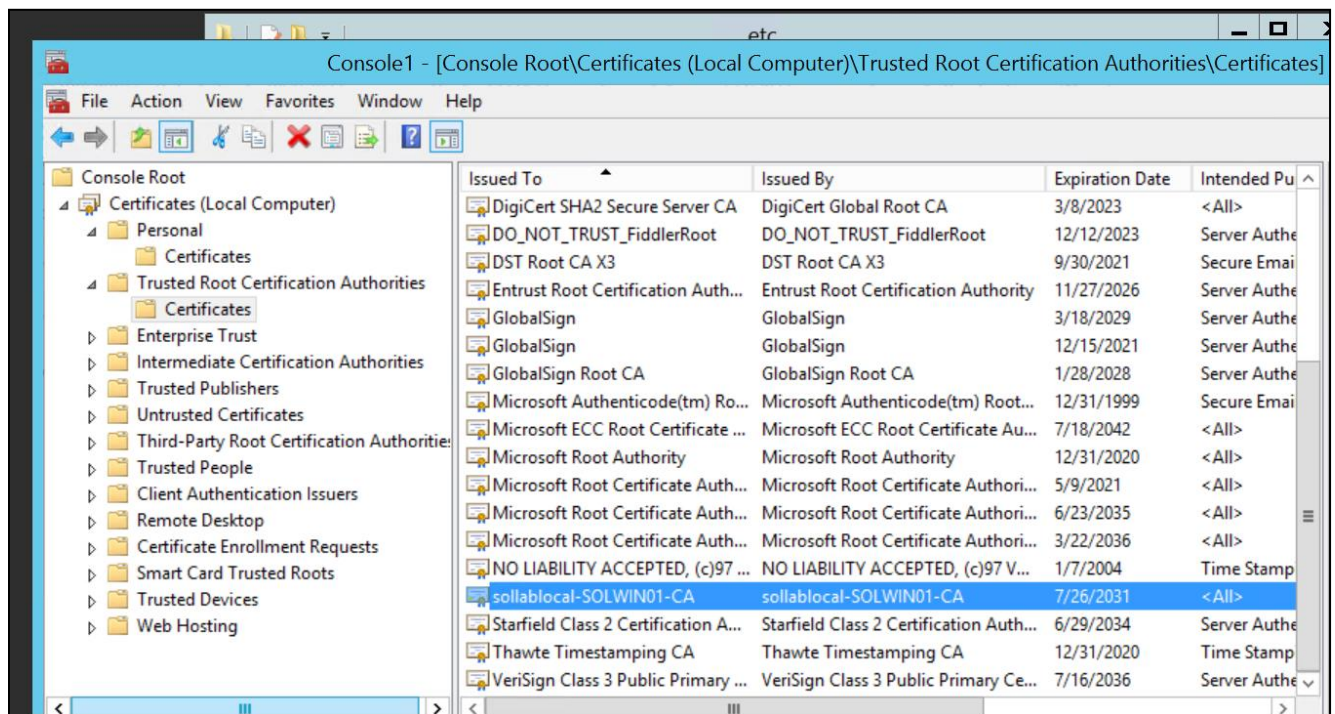 etc
Console1 - [Console Root\Certificates (Local Computer)\Trusted Root Certification Authorities\Certificates]
File Action View Favorites Window Help
Console Root
Certificates (Local Computer)
Personal
Certificates
Trusted Root Certification Authorities
Certificates
Enterprise Trust
Intermediate Certification Authorities
Trusted Publishers
Untrusted Certificates
Third-Party Root Certification Authorities
Trusted People
Client Authentication Issuers
Remote Desktop
Certificate Enrollment Requests
Smart Card Trusted Roots
Trusted Devices
Web Hosting
Issued To Issued By Expiration Date Intended Pu
DigiCert SHA2 Secure Server CA DigiCert Global Root CA 3/8/2023 <All>
DO_NOT_TRUST_FiddlerRoot DO_NOT_TRUST_FiddlerRoot 12/12/2023 Server Authe
DST Root CA X3 DST Root CA X3 9/30/2021 Secure Emai
Entrust Root Certification Auth... Entrust Root Certification Authority 11/27/2026 Server Authe
GlobalSign GlobalSign 3/18/2029 Server Authe
GlobalSign GlobalSign 12/15/2021 Server Authe
GlobalSign Root CA GlobalSign Root CA 1/28/2028 Server Authe
Microsoft Authenticode(tm) Ro... Microsoft Authenticode(tm) Root... 12/31/1999 Secure Emai
Microsoft ECC Root Certificate ... Microsoft ECC Root Certificate Au... 7/18/2042 <All>
Microsoft Root Authority Microsoft Root Authority 12/31/2020 <All>
Microsoft Root Certificate Auth... Microsoft Root Certificate Authori... 5/9/2021 <All>
Microsoft Root Certificate Auth... Microsoft Root Certificate Authori... 6/23/2035 <All>
Microsoft Root Certificate Auth... Microsoft Root Certificate Authori... 3/22/2036 <All>
NO LIABILITY ACCEPTED, (c)97 ... NO LIABILITY ACCEPTED, (c)97 V... 1/7/2004 Time Stamp
sollablocal-SOLWIN01-CA sollablocal-SOLWIN01-CA 7/26/2031 <All>
Starfield Class 2 Certification A... Starfield Class 2 Certification Auth... 6/29/2034 Server Authe
Thawte Timestamping CA Thawte Timestamping CA 12/31/2020 Time Stamp
VeriSign Class 3 Public Primary ... VeriSign Class 3 Public Primary Ce... 7/16/2036 Server Authe